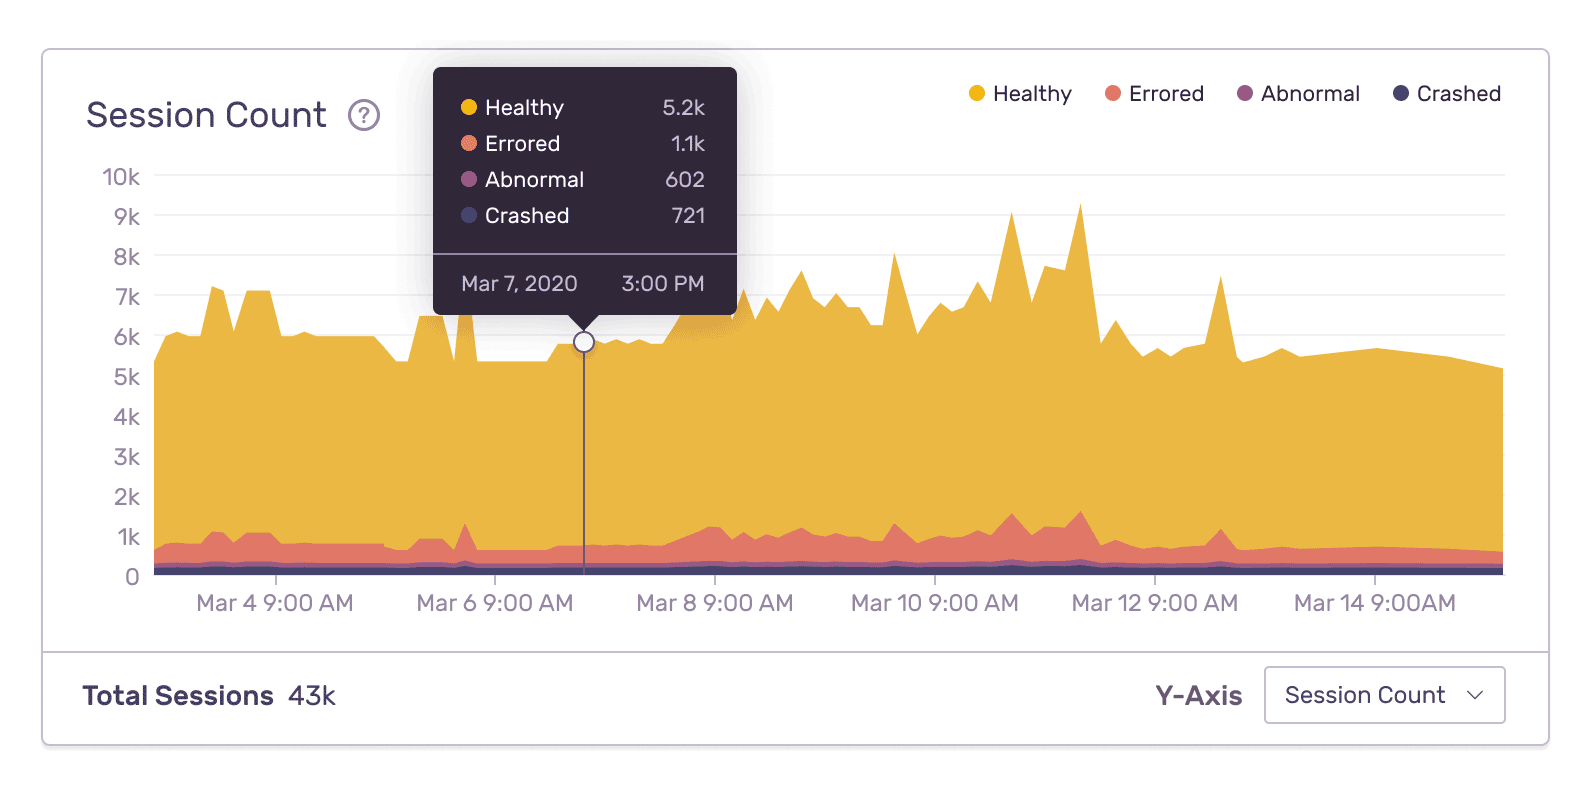 Session Count ?
Healthy Errored Abnormal Crashed
Healthy 5.2k
Errored 1.1k
Abnormal 602
Crashed 721
Mar 7, 2020 3:00 PM
10k
9k
8k
7k
6k
5k
4k
3k
2k
1k
0
Mar 4 9:00 AM Mar 6 9:00 AM Mar 8 9:00 AM Mar 10 9:00 AM Mar 12 9:00 AM Mar 14 9:00AM
Total Sessions 43k
Y-Axis Session Count